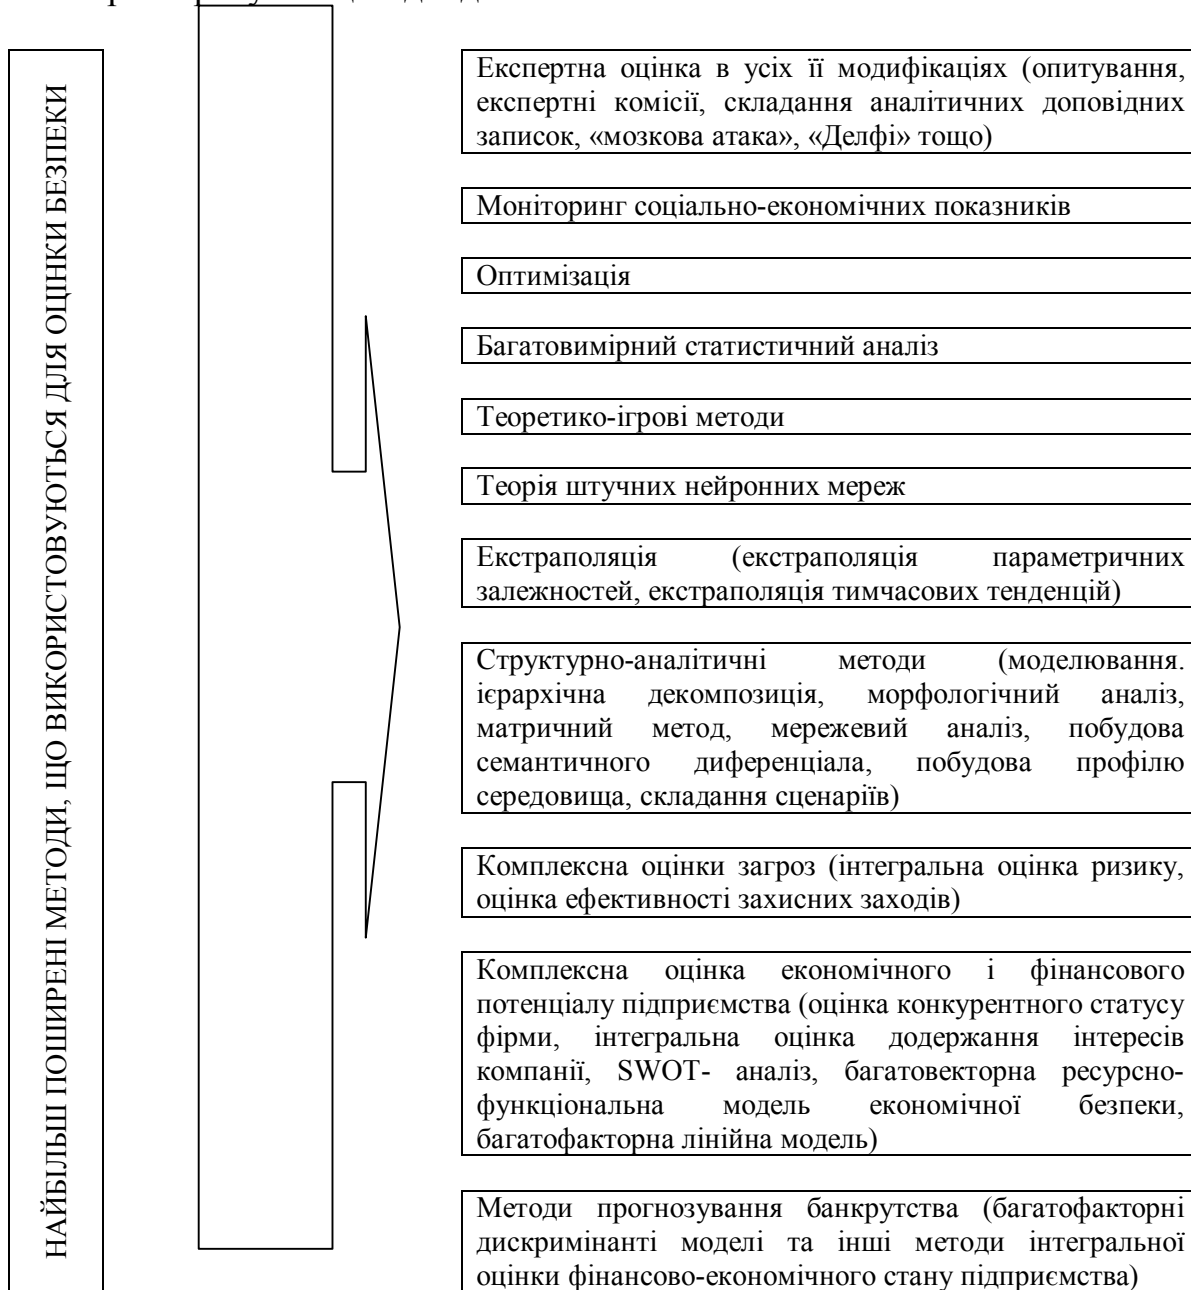 НАЙБІЛЬШ ПОШИРЕНІ МЕТОДИ, ЩО ВИКОРИСТОВУЮТЬСЯ ДЛЯ ОЦІНКИ БЕЗПЕКИ
Експертна оцінка в усіх її модифікаціях (опитування,
експертні комісії, складання аналітичних доповідних
записок, «мозкова атака», «Делфі» тощо)
Моніторинг соціально-економічних показників
Оптимізація
Багатовимірний статистичний аналіз
Теоретико-ігрові методи
Теорія штучних нейронних мереж
Екстраполяція (екстраполяція параметричних
залежностей, екстраполяція тимчасових тенденцій)
Структурно-аналітичні методи (моделювання.
ієрархічна декомпозиція, морфологічний аналіз,
матричний метод, мережевий аналіз, побудова
семантичного диференціала, побудова профілю
середовища, складання сценаріїв)
Комплексна оцінки загроз (інтегральна оцінка ризику,
оцінка ефективності захисних заходів)
Комплексна оцінка економічного і фінансового
потенціалу підприємства (оцінка конкурентного статусу
фірми, інтегральна оцінка додержання інтересів
компанії, SWOT- аналіз, багатовекторна ресурсно-
функціональна модель економічної безпеки,
багатофакторна лінійна модель)
Методи прогнозування банкрутства (багатофакторні
дискримінанті моделі та інші методи інтегральної
оцінки фінансово-економічного стану підприємства)